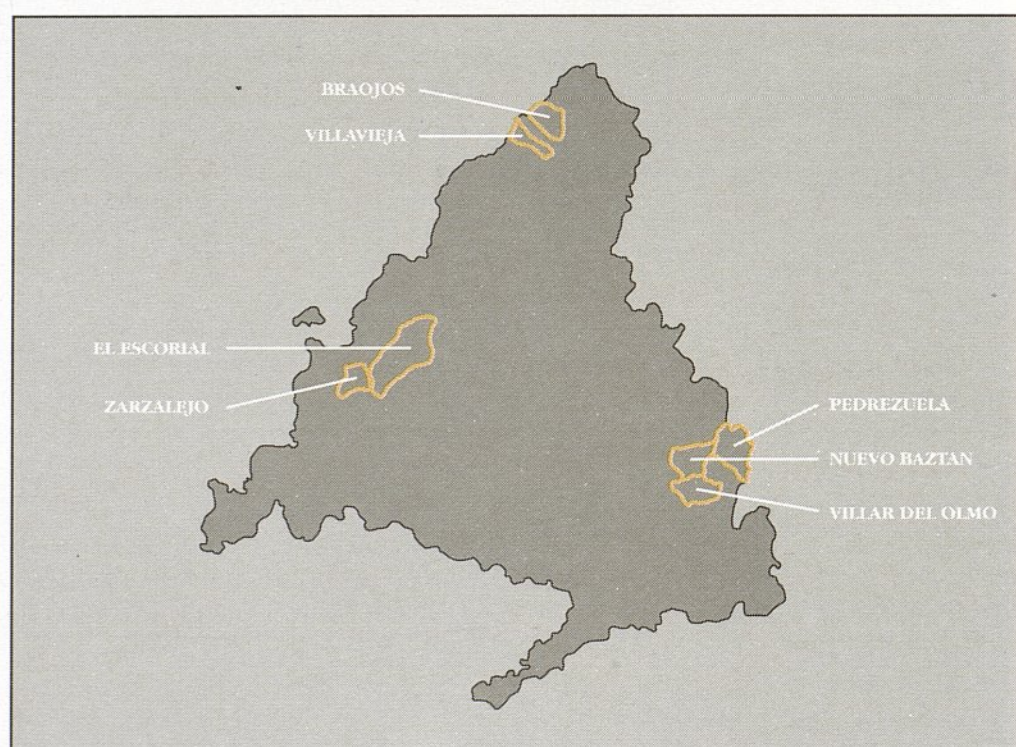 BRAOJOS
VILLAVIEJA
EL ESCORIAL
ZARZALEJO
PEDREZUELA
NUEVO BAZTAN
VILLAR DEL OLMO